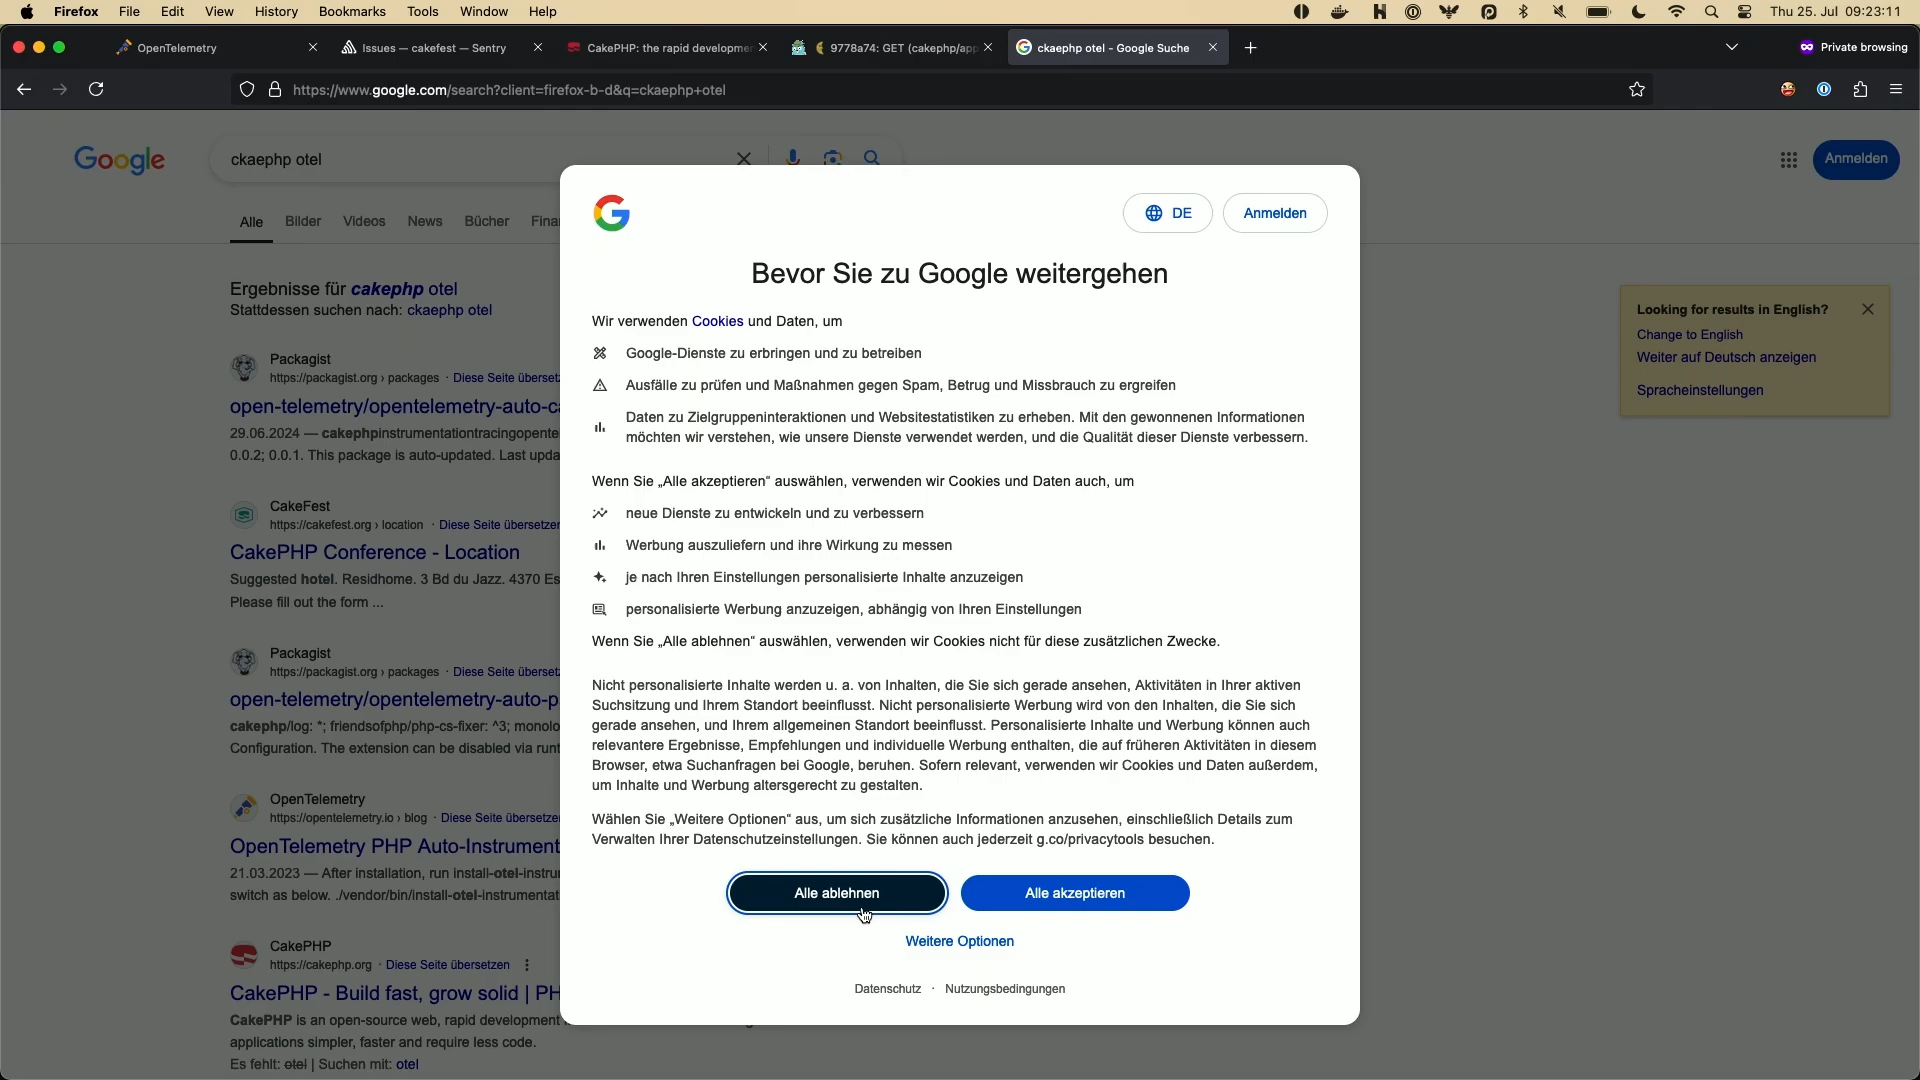 Firefox File Edit View History Bookmarks Tools Window Help Thu 25. Jul 09:23:11
OpenTelemetry
Issues — cakefest — Sentry
CakePHP: the rapid developme
9778a74: GET (cakephp/app
ckaephp otel - Google Suche
Private browsing
https://www.google.com/search?client=firefox-b-d&q=ckaephp+otel
Google
ckaephp otel
Anmelden
Alle Bilder Videos News Bücher Fina
Ergebnisse für cakephp otel
Stattdessen suchen nach: ckaephp otel
Packagist
https://packagist.org › packages · Diese Seite überset
open-telemetry/opentelemetry-auto-ca
29.06.2024 — cakephpinstrumentationtracingopente
0.0.2; 0.0.1. This package is auto-updated. Last upda
CakeFest
https://cakefest.org › location · Diese Seite übersetzen
CakePHP Conference - Location
Suggested hotel. Residhome. 3 Bd du Jazz. 4370 Es
Please fill out the form ...
Packagist
https://packagist.org › packages · Diese Seite überset
open-telemetry/opentelemetry-auto-p
cakephp/log: *; friendsofphp/php-cs-fixer: ^3; monolo
Configuration. The extension can be disabled via runt
OpenTelemetry
https://opentelemetry.io › blog · Diese Seite übersetze
OpenTelemetry PHP Auto-Instrument
21.03.2023 — After installation, run install-otel-instru
switch as below. ./vendor/bin/install-otel-instrumentat
CakePHP
https://cakephp.org · Diese Seite übersetzen
CakePHP - Build fast, grow solid | PH
CakePHP is an open-source web, rapid development
applications simpler, faster and require less code.
Es fehlt: otel | Suchen mit: otel
DE
Anmelden
Bevor Sie zu Google weitergehen
Wir verwenden Cookies und Daten, um
Google-Dienste zu erbringen und zu betreiben
Ausfälle zu prüfen und Maßnahmen gegen Spam, Betrug und Missbrauch zu ergreifen
Daten zu Zielgruppeninteraktionen und Websitestatistiken zu erheben. Mit den gewonnenen Informationen
möchten wir verstehen, wie unsere Dienste verwendet werden, und die Qualität dieser Dienste verbessern.
Wenn Sie „Alle akzeptieren“ auswählen, verwenden wir Cookies und Daten auch, um
neue Dienste zu entwickeln und zu verbessern
Werbung auszuliefern und ihre Wirkung zu messen
je nach Ihren Einstellungen personalisierte Inhalte anzuzeigen
personalisierte Werbung anzuzeigen, abhängig von Ihren Einstellungen
Wenn Sie „Alle ablehnen“ auswählen, verwenden wir Cookies nicht für diese zusätzlichen Zwecke.
Nicht personalisierte Inhalte werden u. a. von Inhalten, die Sie sich gerade ansehen, Aktivitäten in Ihrer aktiven
Suchsitzung und Ihrem Standort beeinflusst. Nicht personalisierte Werbung wird von den Inhalten, die Sie sich
gerade ansehen, und Ihrem allgemeinen Standort beeinflusst. Personalisierte Inhalte und Werbung können auch
relevantere Ergebnisse, Empfehlungen und individuelle Werbung enthalten, die auf früheren Aktivitäten in diesem
Browser, etwa Suchanfragen bei Google, beruhen. Sofern relevant, verwenden wir Cookies und Daten außerdem,
um Inhalte und Werbung altersgerecht zu gestalten.
Wählen Sie „Weitere Optionen“ aus, um sich zusätzliche Informationen anzusehen, einschließlich Details zum
Verwalten Ihrer Datenschutzeinstellungen. Sie können auch jederzeit g.co/privacytools besuchen.
Alle ablehnen
Alle akzeptieren
Weitere Optionen
Datenschutz · Nutzungsbedingungen
Looking for results in English?
Change to English
Weiter auf Deutsch anzeigen
Spracheinstellungen